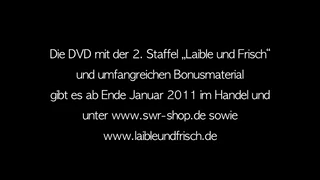 Die DVD mit der 2. Staffel „Laible und Frisch“
und umfangreichen Bonusmaterial
gibt es ab Ende Januar 2011 im Handel und
unter www.swr-shop.de sowie
www.laibleundfrisch.de